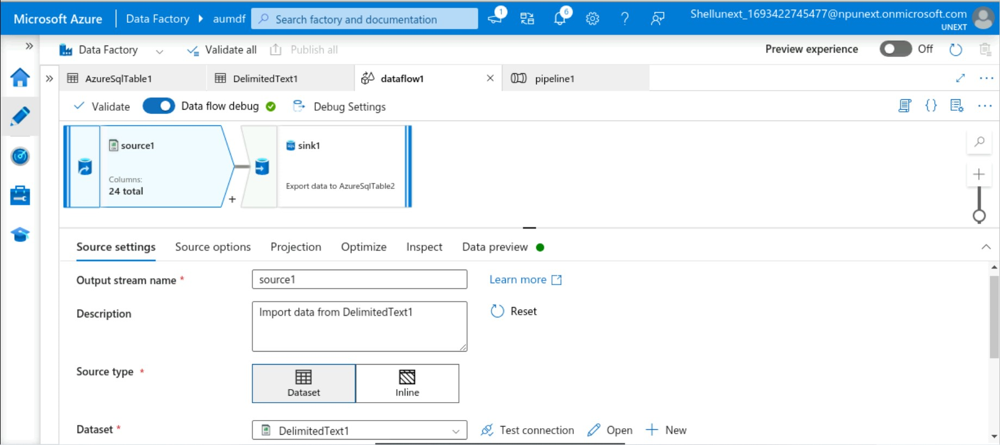 Microsoft Azure Data Factory aumdf Search factory and documentation 1 6 Shellunext_1693422745477@npunext.onmicrosoft.com
UNEXT
Data Factory Validate all Publish all Preview experience Off
AzureSqlTable1 DelimitedText1 dataflow1 pipeline1
Validate Data flow debug Debug Settings
source1 sink1
Columns:
24 total Export data to AzureSqlTable2
Source settings Source options Projection Optimize Inspect Data preview
Output stream name * source1 Learn more
Description Import data from DelimitedText1 Reset
Source type *
Dataset Inline
Dataset * DelimitedText1 Test connection Open New